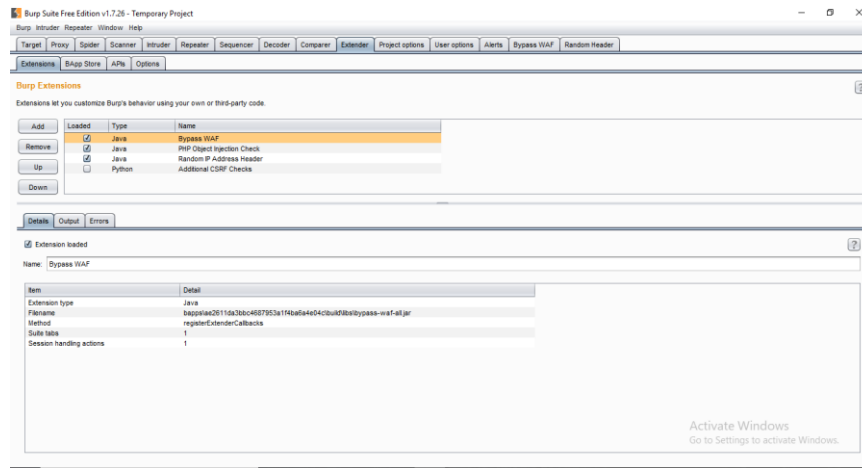 Burp Suite Free Edition v1.7.26 - Temporary Project
Burp Intruder Repeater Window Help
Target Proxy Spider Scanner Intruder Repeater Sequencer Decoder Comparer Extender Project options User options Alerts Bypass WAF Random Header
Extensions BApp Store APIs Options
Burp Extensions
?
Extensions let you customize Burp's behavior using your own or third-party code.
Add Loaded Type Name
Java Bypass WAF
Remove Java PHP Object Injection Check
Java Random IP Address Header
Up Python Additional CSRF Checks
Down
Details Output Errors
Extension loaded ?
Name: Bypass WAF
Item Detail
Extension type Java
Filename bapps\ae2611da3bbc4687953a1f4ba6a4e04c\build\libs\bypass-waf-all.jar
Method registerExtenderCallbacks
Suite tabs 1
Session handling actions 1
Activate Windows
Go to Settings to activate Windows.